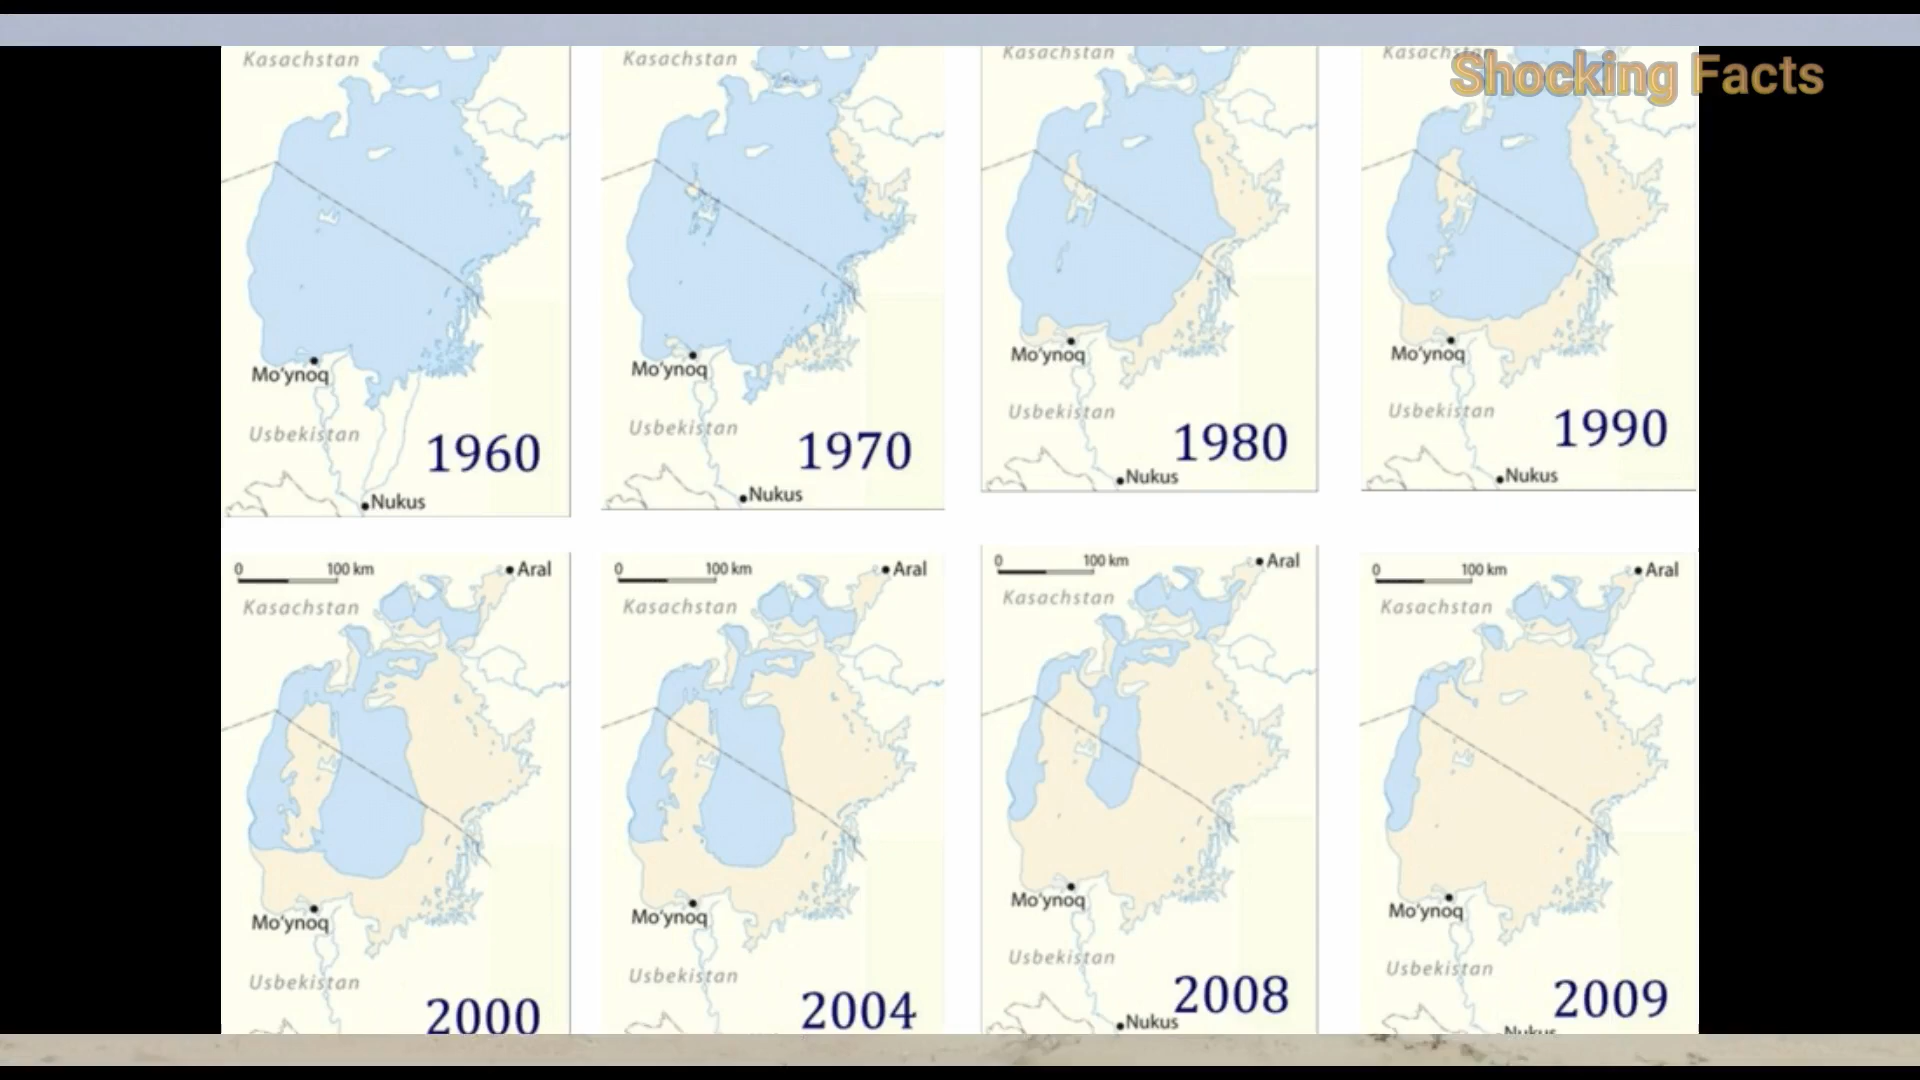 Shocking Facts
Kasachstan
Mo'ynoq
Usbekistan
1960
Nukus
Kasachstan
Mo'ynoq
Usbekistan
1970
Nukus
Kasachstan
Mo'ynoq
Usbekistan
1980
Nukus
Kasachstan
Mo'ynoq
Usbekistan
1990
Nukus
0 100 km
Aral
Kasachstan
Mo'ynoq
Usbekistan
2000
0 100 km
Aral
Kasachstan
Mo'ynoq
Usbekistan
2004
0 100 km
Aral
Kasachstan
Mo'ynoq
Usbekistan
2008
Nukus
0 100 km
Aral
Kasachstan
Mo'ynoq
Usbekistan
2009
Nukus